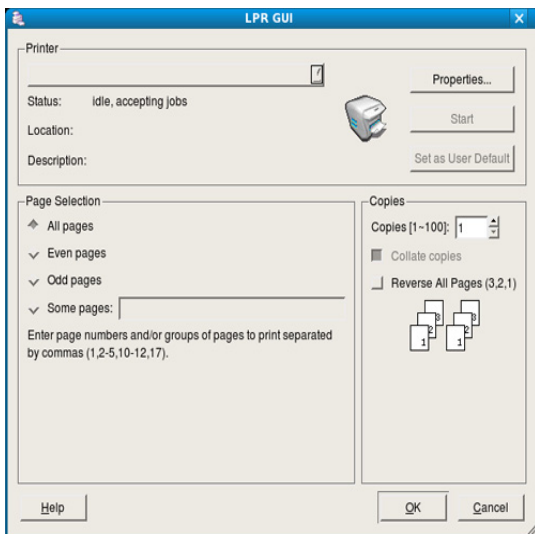 LPR GUI
Printer
Properties...
Status: idle, accepting jobs
Start
Location:
Description:
Set as User Default
Page Selection
All pages
Even pages
Odd pages
Some pages:
Enter page numbers and/or groups of pages to print separated
by commas (1,2-5,10-12,17).
Copies
Copies [1~100]: 1
Collate copies
Reverse All Pages (3,2,1)
3 3
2 2
1 1
Help
OK
Cancel